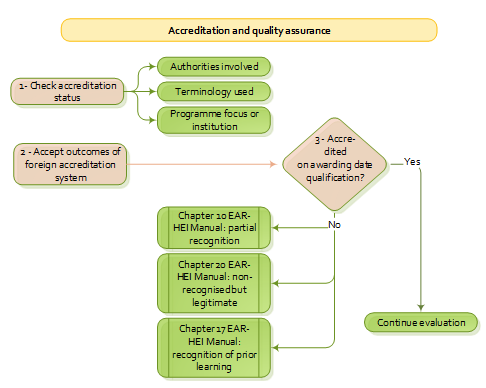 Accreditation and quality assurance
1- Check accreditation
status
Authorities involved
Terminology used
Programme focus or
institution
2 - Accept outcomes of
foreign accreditation
system
3 - Accre-
dited
on awarding date
qualification?
Yes
No
Chapter 10 EAR-
HEI Manual: partial
recognition
Chapter 20 EAR-
HEI Manual: non-
recognised but
legitimate
Chapter 17 EAR-
HEI Manual:
recognition of prior
learning
Continue evaluation